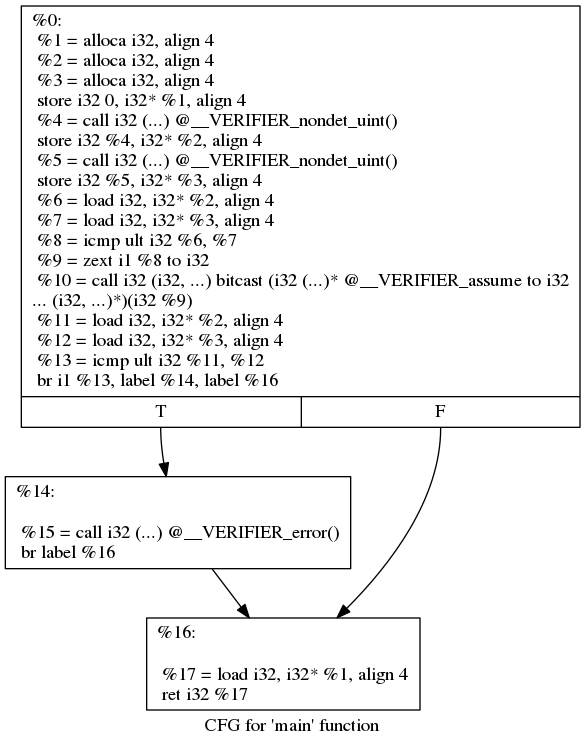 %0:
%1 = alloca i32, align 4
%2 = alloca i32, align 4
%3 = alloca i32, align 4
store i32 0, i32* %1, align 4
%4 = call i32 (...) @__VERIFIER_nondet_uint()
store i32 %4, i32* %2, align 4
%5 = call i32 (...) @__VERIFIER_nondet_uint()
store i32 %5, i32* %3, align 4
%6 = load i32, i32* %2, align 4
%7 = load i32, i32* %3, align 4
%8 = icmp ult i32 %6, %7
%9 = zext i1 %8 to i32
%10 = call i32 (i32, ...) bitcast (i32 (...)* @__VERIFIER_assume to i32
... (i32, ...)*)(i32 %9)
%11 = load i32, i32* %2, align 4
%12 = load i32, i32* %3, align 4
%13 = icmp ult i32 %11, %12
br i1 %13, label %14, label %16
T
F
%14:
%15 = call i32 (...) @__VERIFIER_error()
br label %16
%16:
%17 = load i32, i32* %1, align 4
ret i32 %17
CFG for 'main' function